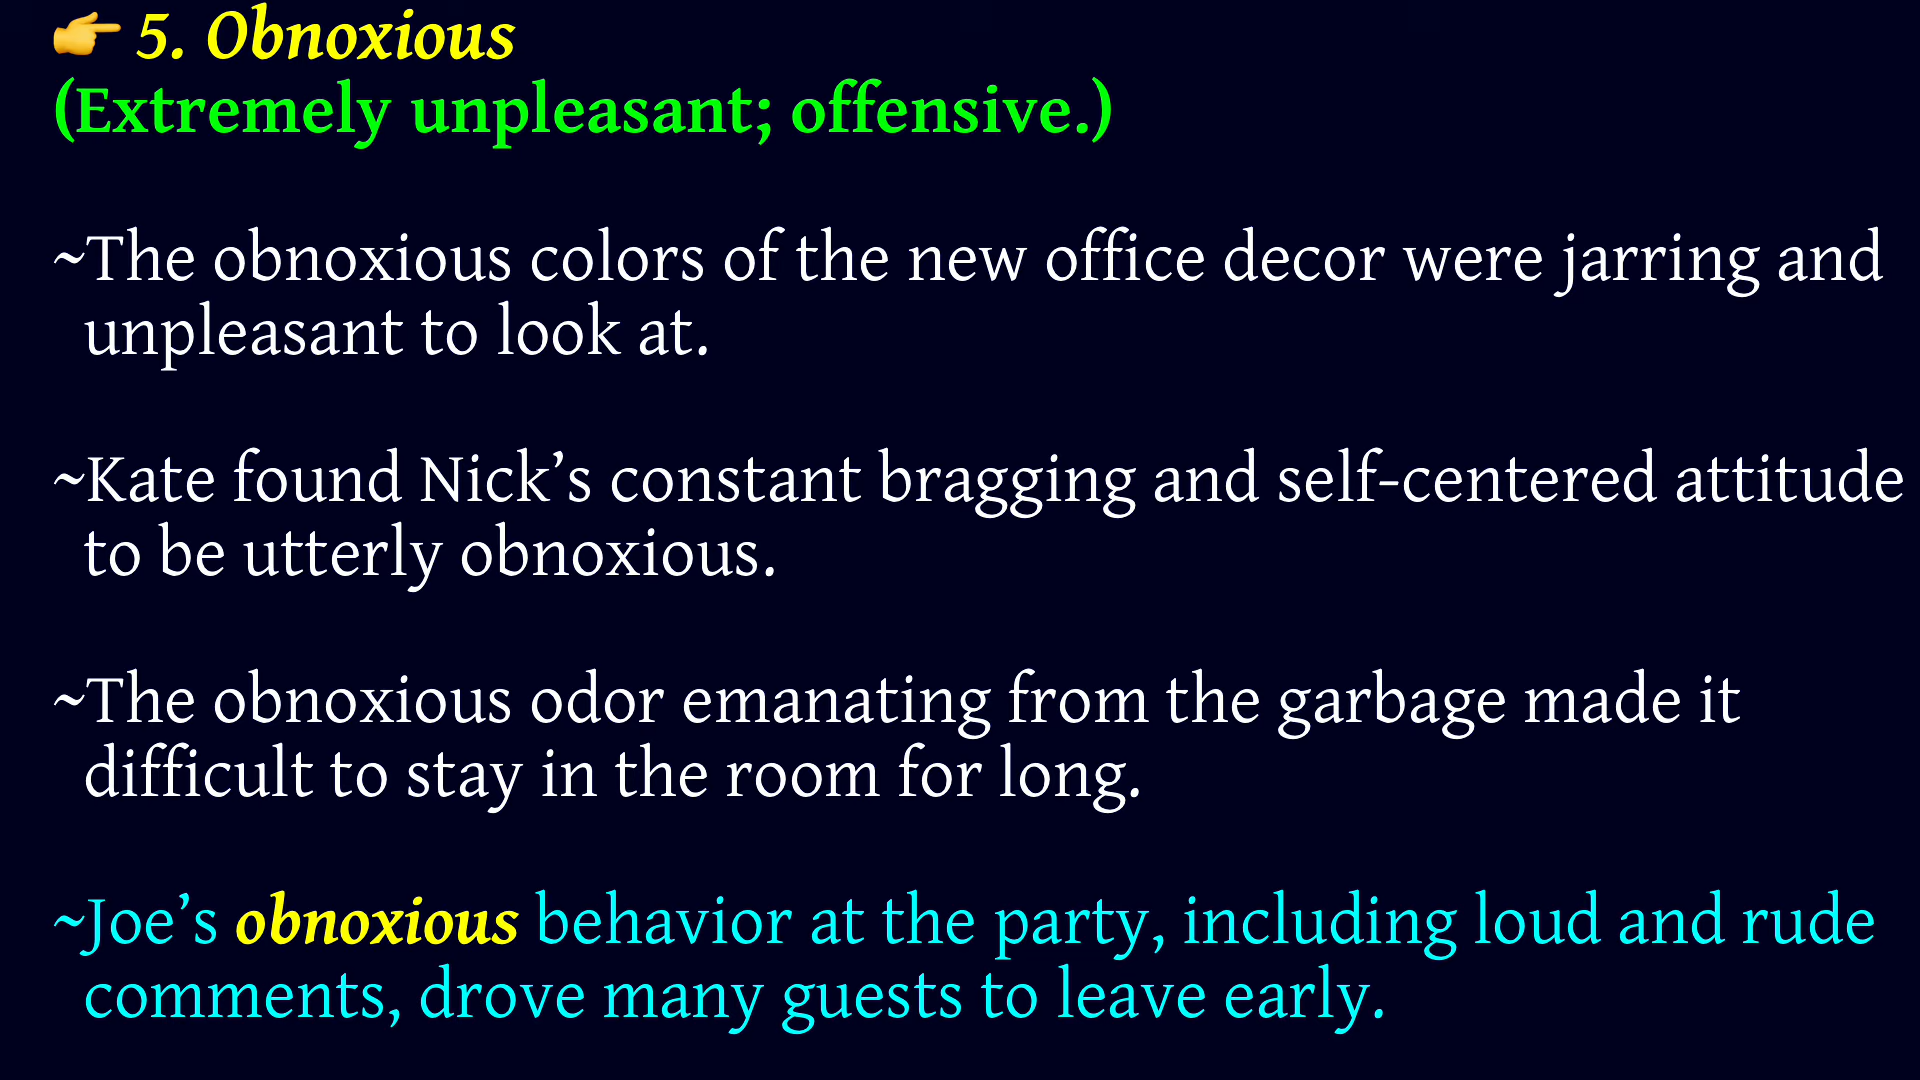 👉 5. Obnoxious
(Extremely unpleasant; offensive.)
~The obnoxious colors of the new office decor were jarring and
unpleasant to look at.
~Kate found Nick’s constant bragging and self-centered attitude
to be utterly obnoxious.
~The obnoxious odor emanating from the garbage made it
difficult to stay in the room for long.
~Joe’s obnoxious behavior at the party, including loud and rude
comments, drove many guests to leave early.